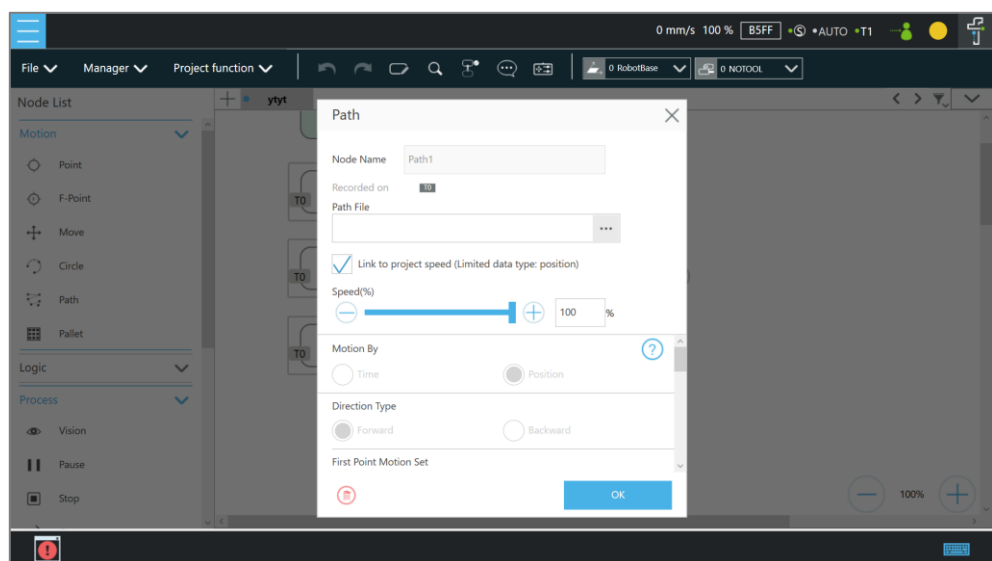 0 mm/s 100 % B5FF •Ⓢ •AUTO •T1
File Manager Project function 0 RobotBase 0 NOTOOL
Node List
ytyt
Motion
Point
F-Point
Move
Circle
Path
Pallet
Logic
Process
Vision
Pause
Stop
T0
T0
T0
Path
Node Name Path1
Recorded on T0
Path File
...
Link to project speed (Limited data type: position)
Speed(%)
100 %
Motion By ?
Time Position
Direction Type
Forward Backward
First Point Motion Set
OK
100%